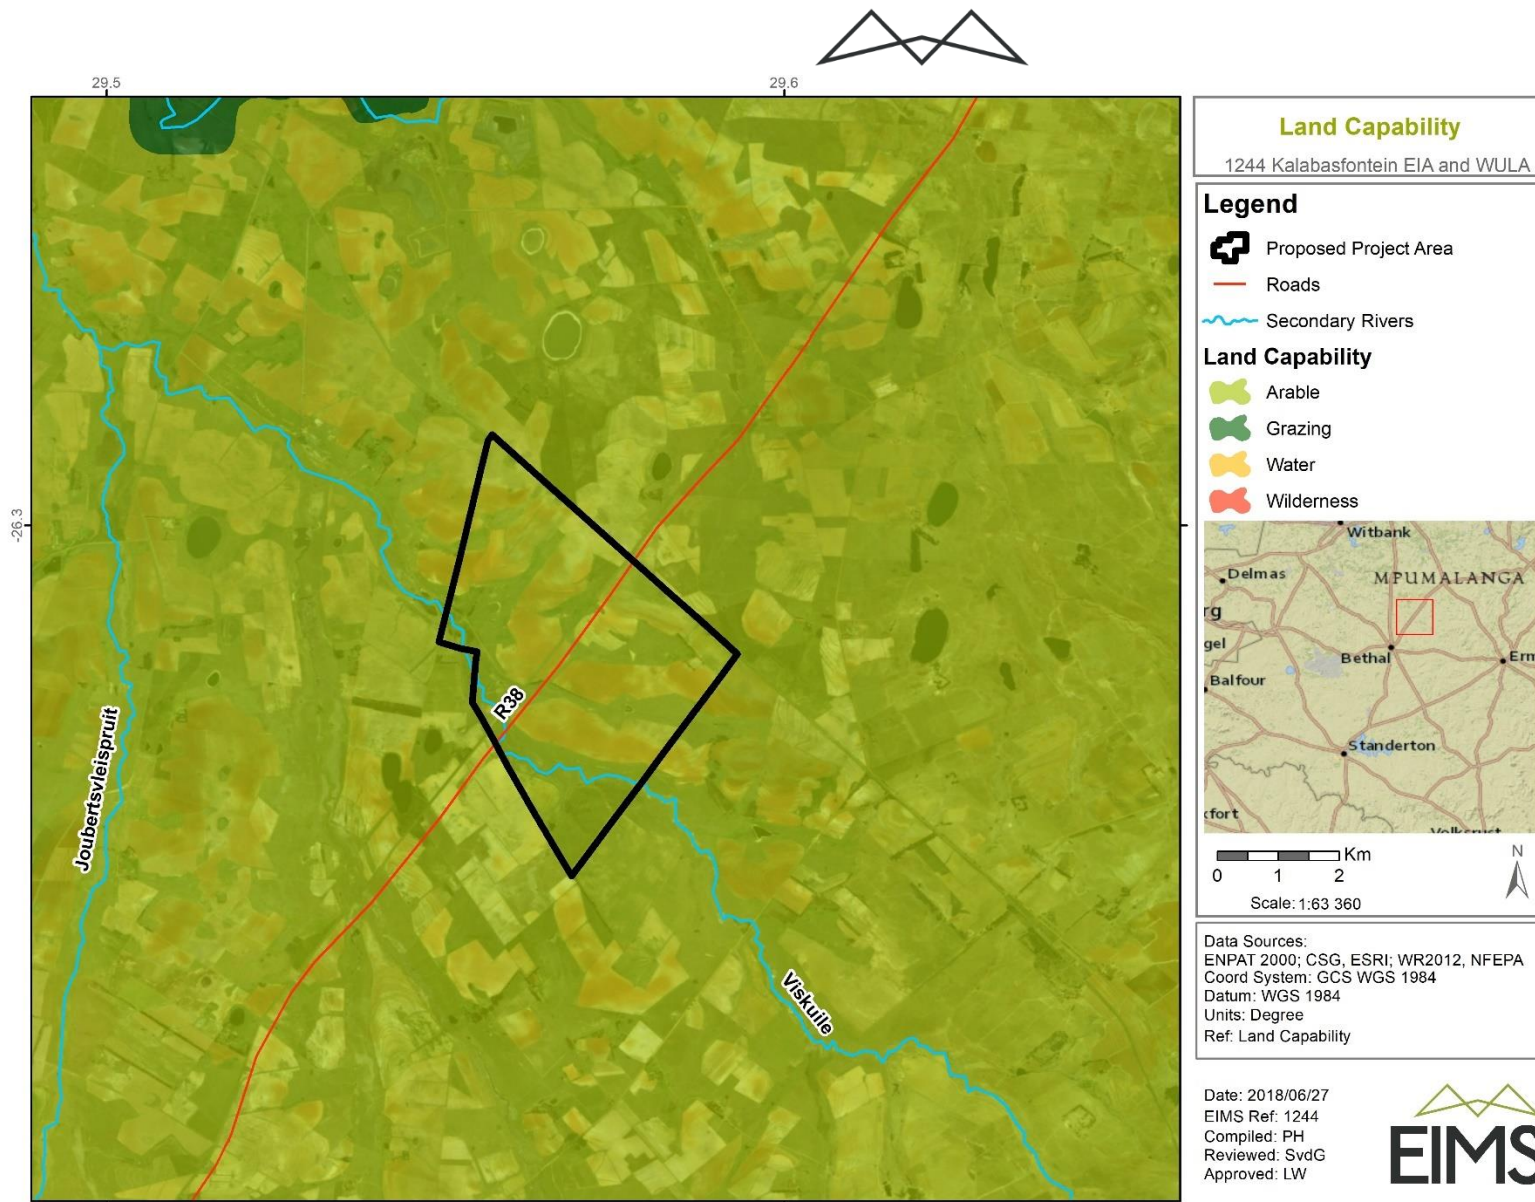 29.5
29.6
-26.3
Joubertsvleispruit
R38
Viskuile
Land Capability
1244 Kalabasfontein EIA and WULA
Legend
Proposed Project Area
Roads
Secondary Rivers
Land Capability
Arable
Grazing
Water
Wilderness
Witbank
Delmas
MPUMALANGA
rg
gel
Bethal
Erm
Balfour
Standerton
kfort
Volksrust
Km
0 1 2
N
Scale: 1:63 360
Data Sources:
ENPAT 2000; CSG, ESRI; WR2012, NFEPA
Coord System: GCS WGS 1984
Datum: WGS 1984
Units: Degree
Ref: Land Capability
Date: 2018/06/27
EIMS Ref: 1244
Compiled: PH
Reviewed: SvdG
Approved: LW
EIMS